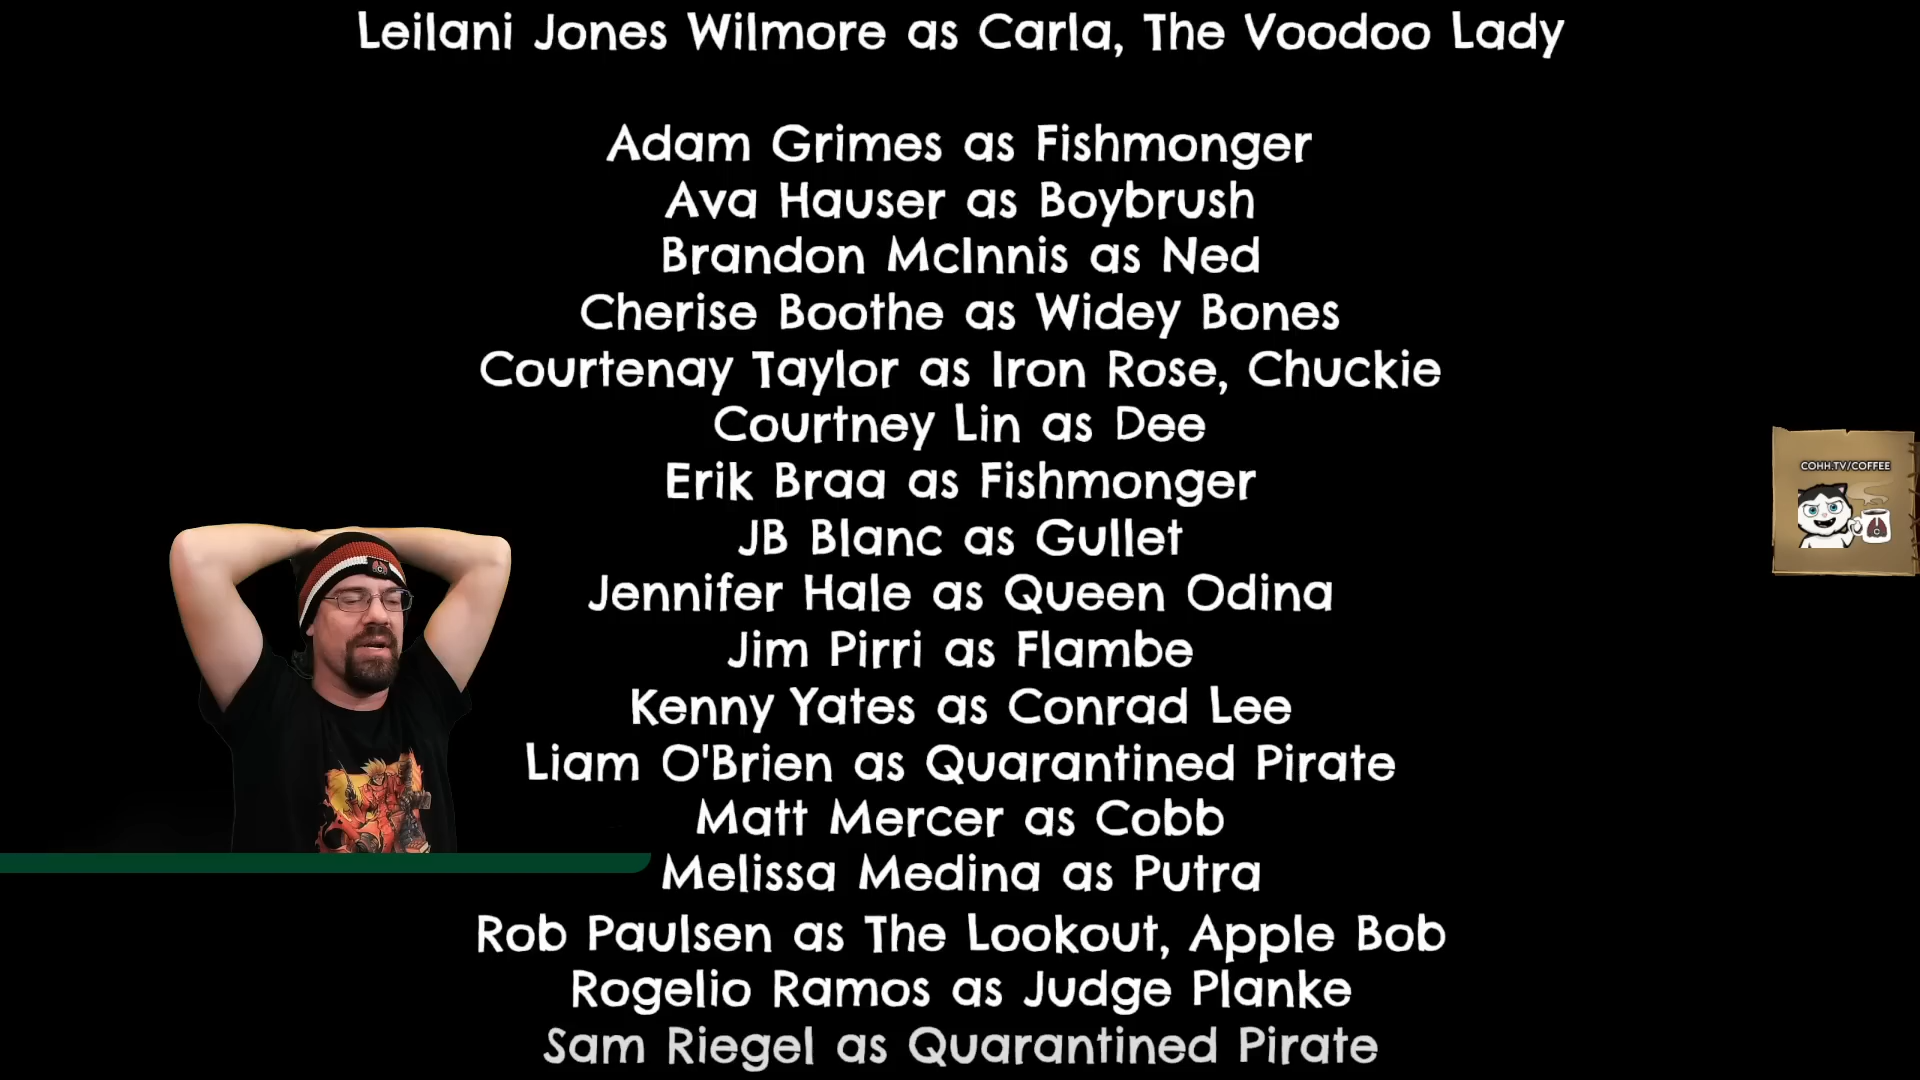 Leilani Jones Wilmore as Carla, The Voodoo Lady
Adam Grimes as Fishmonger
Ava Hauser as Boybrush
Brandon McInnis as Ned
Cherise Boothe as Widey Bones
Courtenay Taylor as Iron Rose, Chuckie
Courtney Lin as Dee
Erik Braa as Fishmonger
JB Blanc as Gullet
Jennifer Hale as Queen Odina
Jim Pirri as Flambe
Kenny Yates as Conrad Lee
Liam O'Brien as Quarantined Pirate
Matt Mercer as Cobb
Melissa Medina as Putra
Rob Paulsen as The Lookout, Apple Bob
Rogelio Ramos as Judge Planke
Sam Riegel as Quarantined Pirate
COHH.TV/COFFEE